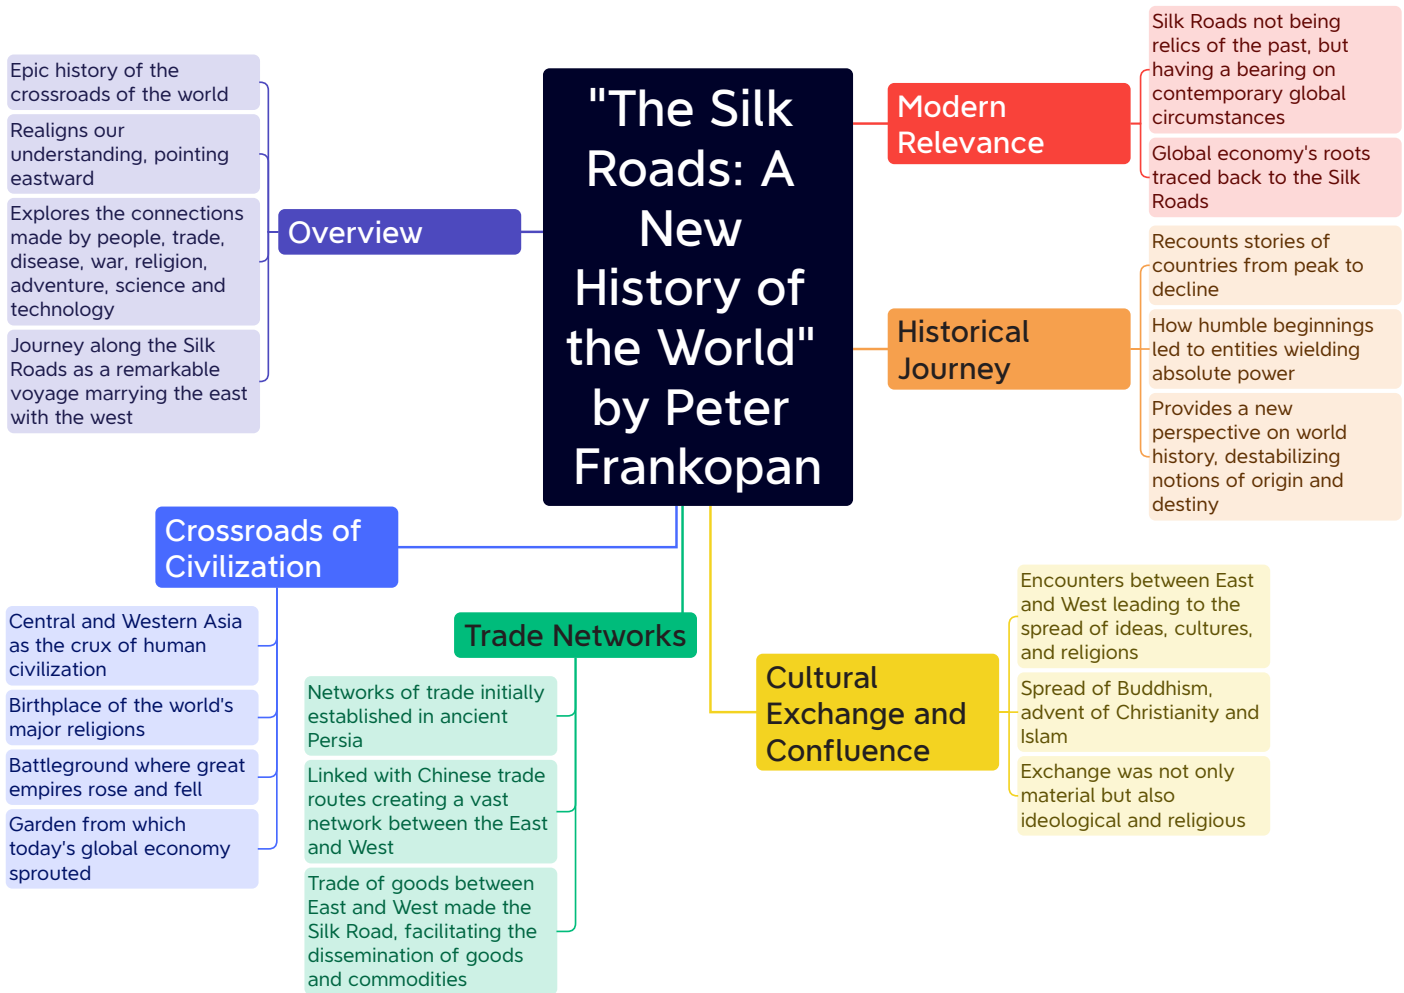 "The Silk
Roads: A
New
History of
the World"
by Peter
Frankopan
Overview
Epic history of the
crossroads of the world
Realigns our
understanding, pointing
eastward
Explores the connections
made by people, trade,
disease, war, religion,
adventure, science and
technology
Journey along the Silk
Roads as a remarkable
voyage marrying the east
with the west
Modern
Relevance
Silk Roads not being
relics of the past, but
having a bearing on
contemporary global
circumstances
Global economy's roots
traced back to the Silk
Roads
Historical
Journey
Recounts stories of
countries from peak to
decline
How humble beginnings
led to entities wielding
absolute power
Provides a new
perspective on world
history, destabilizing
notions of origin and
destiny
Crossroads of
Civilization
Central and Western Asia
as the crux of human
civilization
Birthplace of the world's
major religions
Battleground where great
empires rose and fell
Garden from which
today's global economy
sprouted
Trade Networks
Networks of trade initially
established in ancient
Persia
Linked with Chinese trade
routes creating a vast
network between the East
and West
Trade of goods between
East and West made the
Silk Road, facilitating the
dissemination of goods
and commodities
Cultural
Exchange and
Confluence
Encounters between East
and West leading to the
spread of ideas, cultures,
and religions
Spread of Buddhism,
advent of Christianity and
Islam
Exchange was not only
material but also
ideological and religious